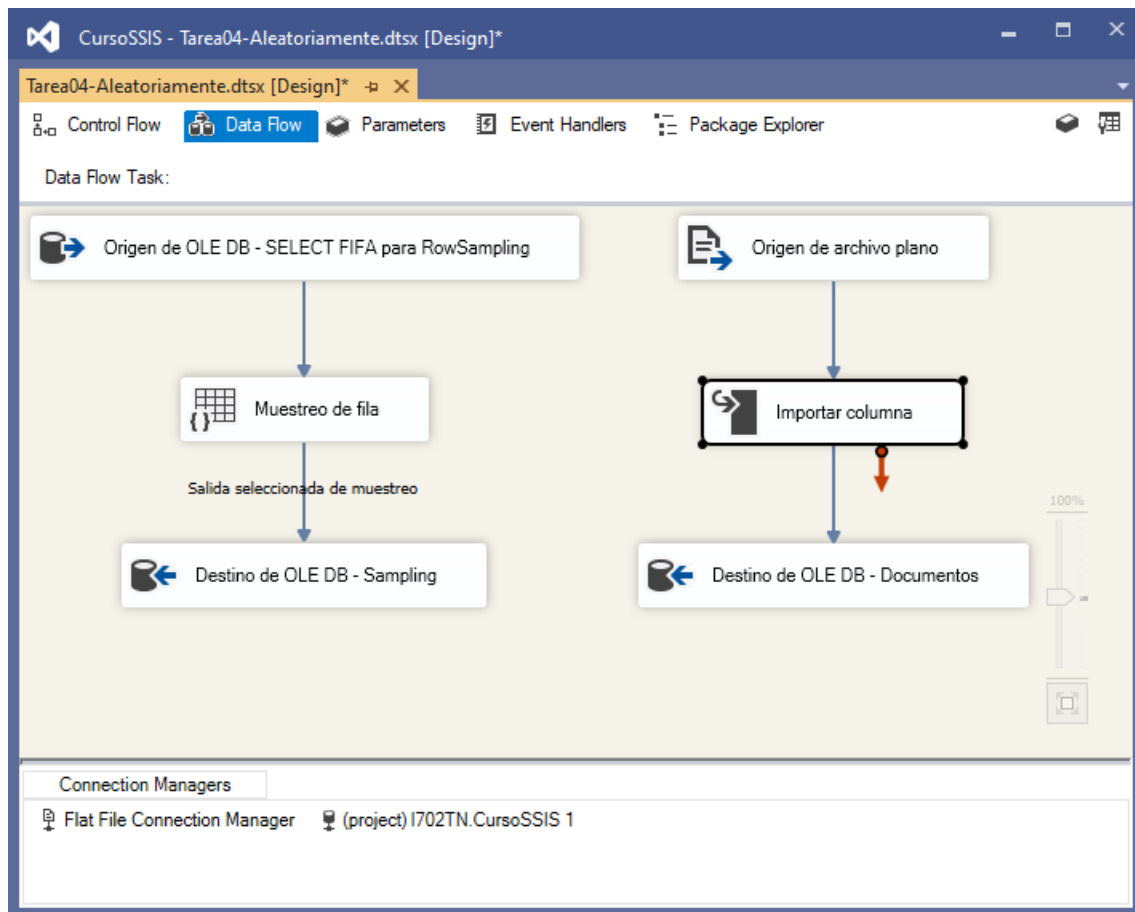 CursoSSIS - Tarea04-Aleatoriamente.dtsx [Design]*
Tarea04-Aleatoriamente.dtsx [Design]*
Control Flow Data Flow Parameters Event Handlers Package Explorer
Data Flow Task:
Origen de OLE DB - SELECT FIFA para RowSampling
Origen de archivo plano
Muestreo de fila
Importar columna
Salida seleccionada de muestreo
100%
Destino de OLE DB - Sampling
Destino de OLE DB - Documentos
Connection Managers
Flat File Connection Manager (project) I702TN.CursoSSIS 1